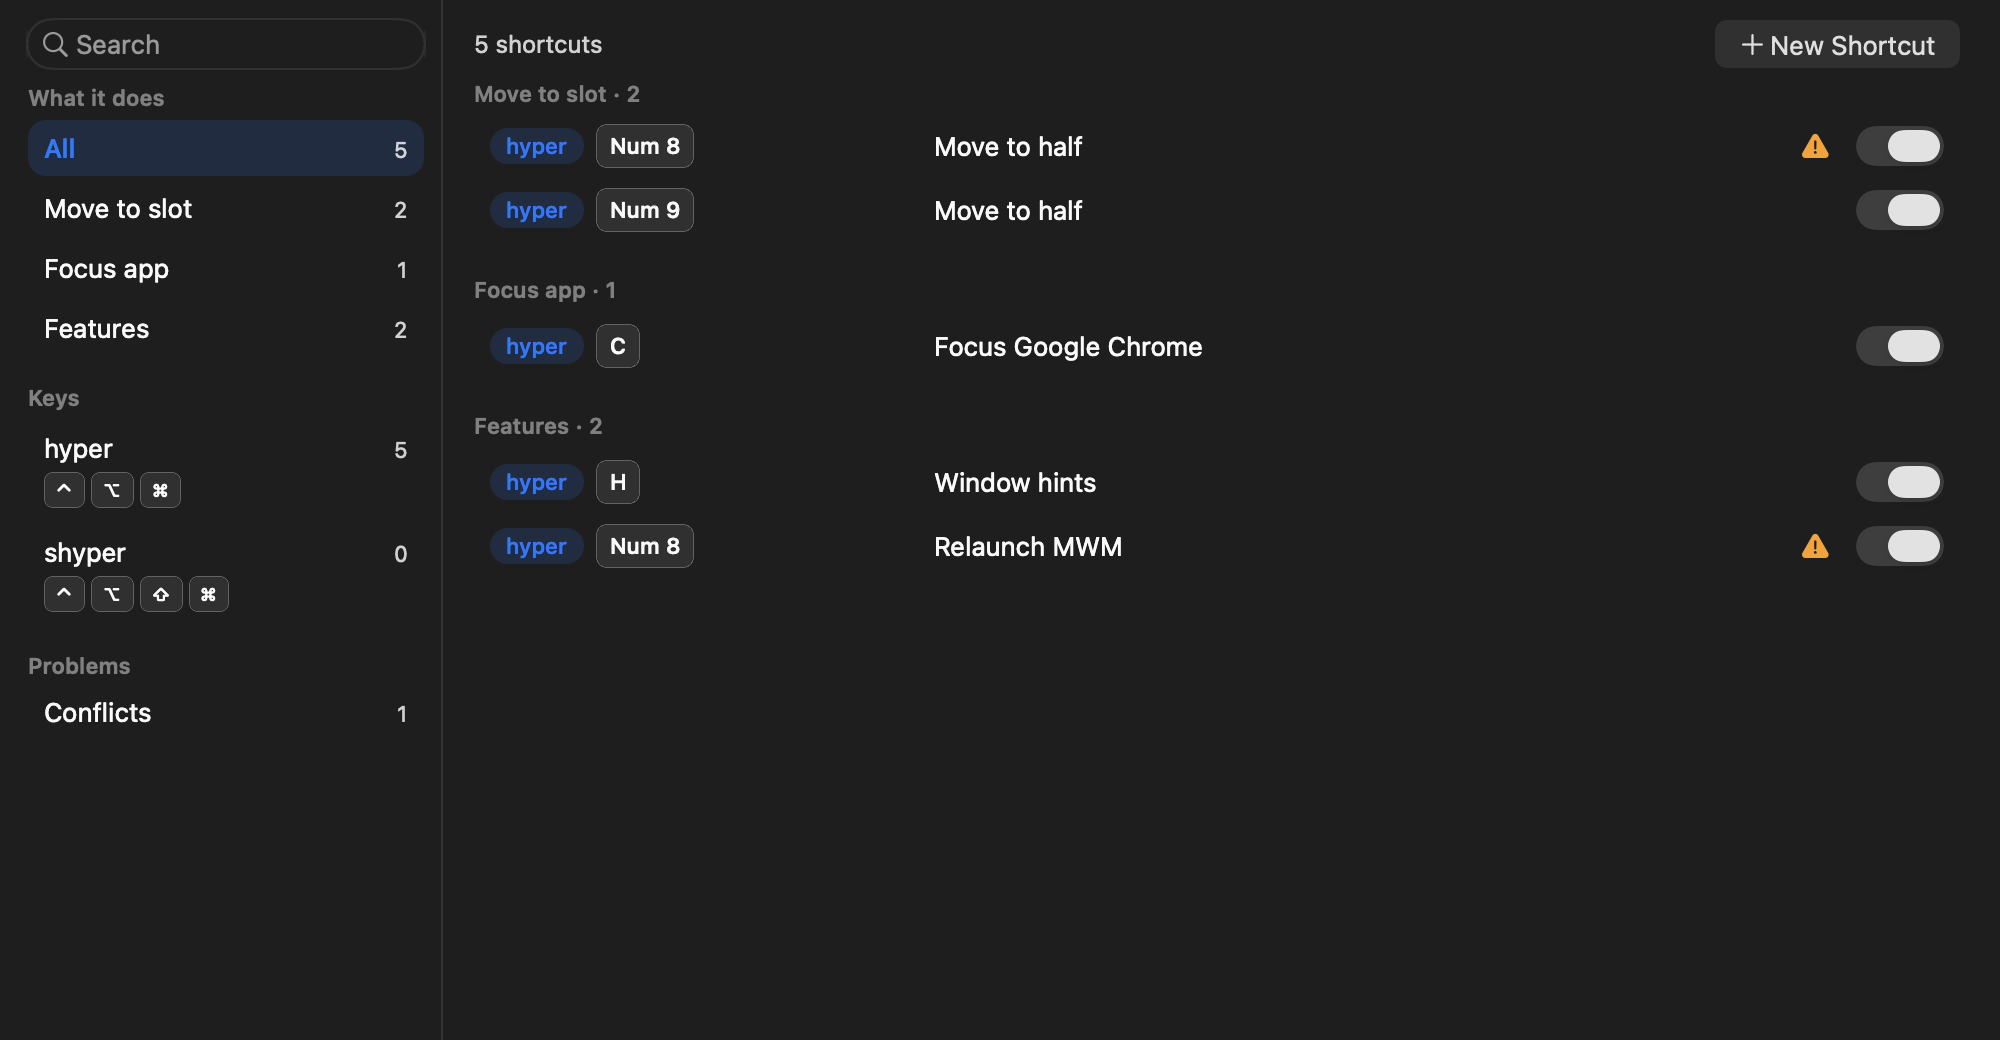 Search
What it does
All 5
Move to slot 2
Focus app 1
Features 2
Keys
hyper 5
^ ⌥ ⌘
shyper 0
^ ⌥ ⇧ ⌘
Problems
Conflicts 1
5 shortcuts
+ New Shortcut
Move to slot · 2
hyper Num 8 Move to half
hyper Num 9 Move to half
Focus app · 1
hyper C Focus Google Chrome
Features · 2
hyper H Window hints
hyper Num 8 Relaunch MWM